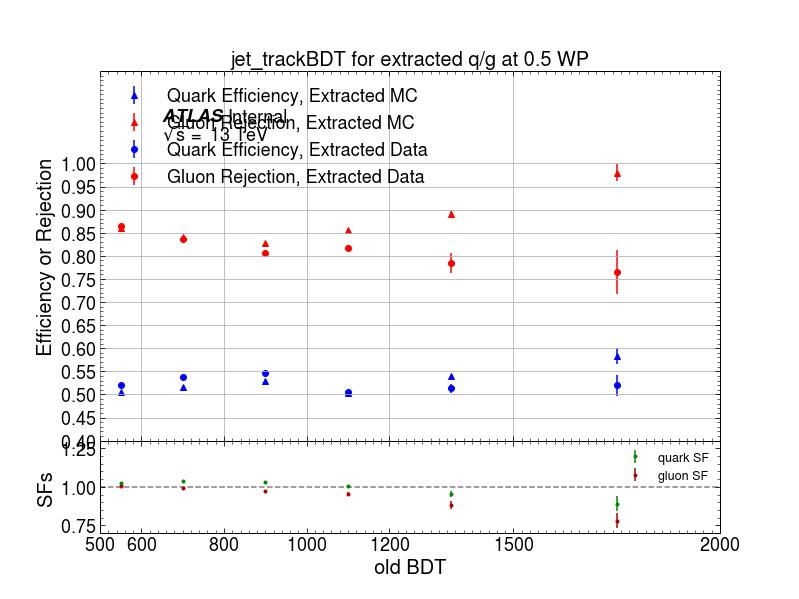 jet_trackBDT for extracted q/g at 0.5 WP
Quark Efficiency, Extracted MC
ATLAS Internal
Gluon Rejection, Extracted MC
√s = 13 TeV
Quark Efficiency, Extracted Data
Gluon Rejection, Extracted Data
Efficiency or Rejection
1.00
0.95
0.90
0.85
0.80
0.75
0.70
0.65
0.60
0.55
0.50
0.45
0.40
1.25
1.00
0.75
SFs
quark SF
gluon SF
500 600 800 1000 1200 1500 2000
old BDT